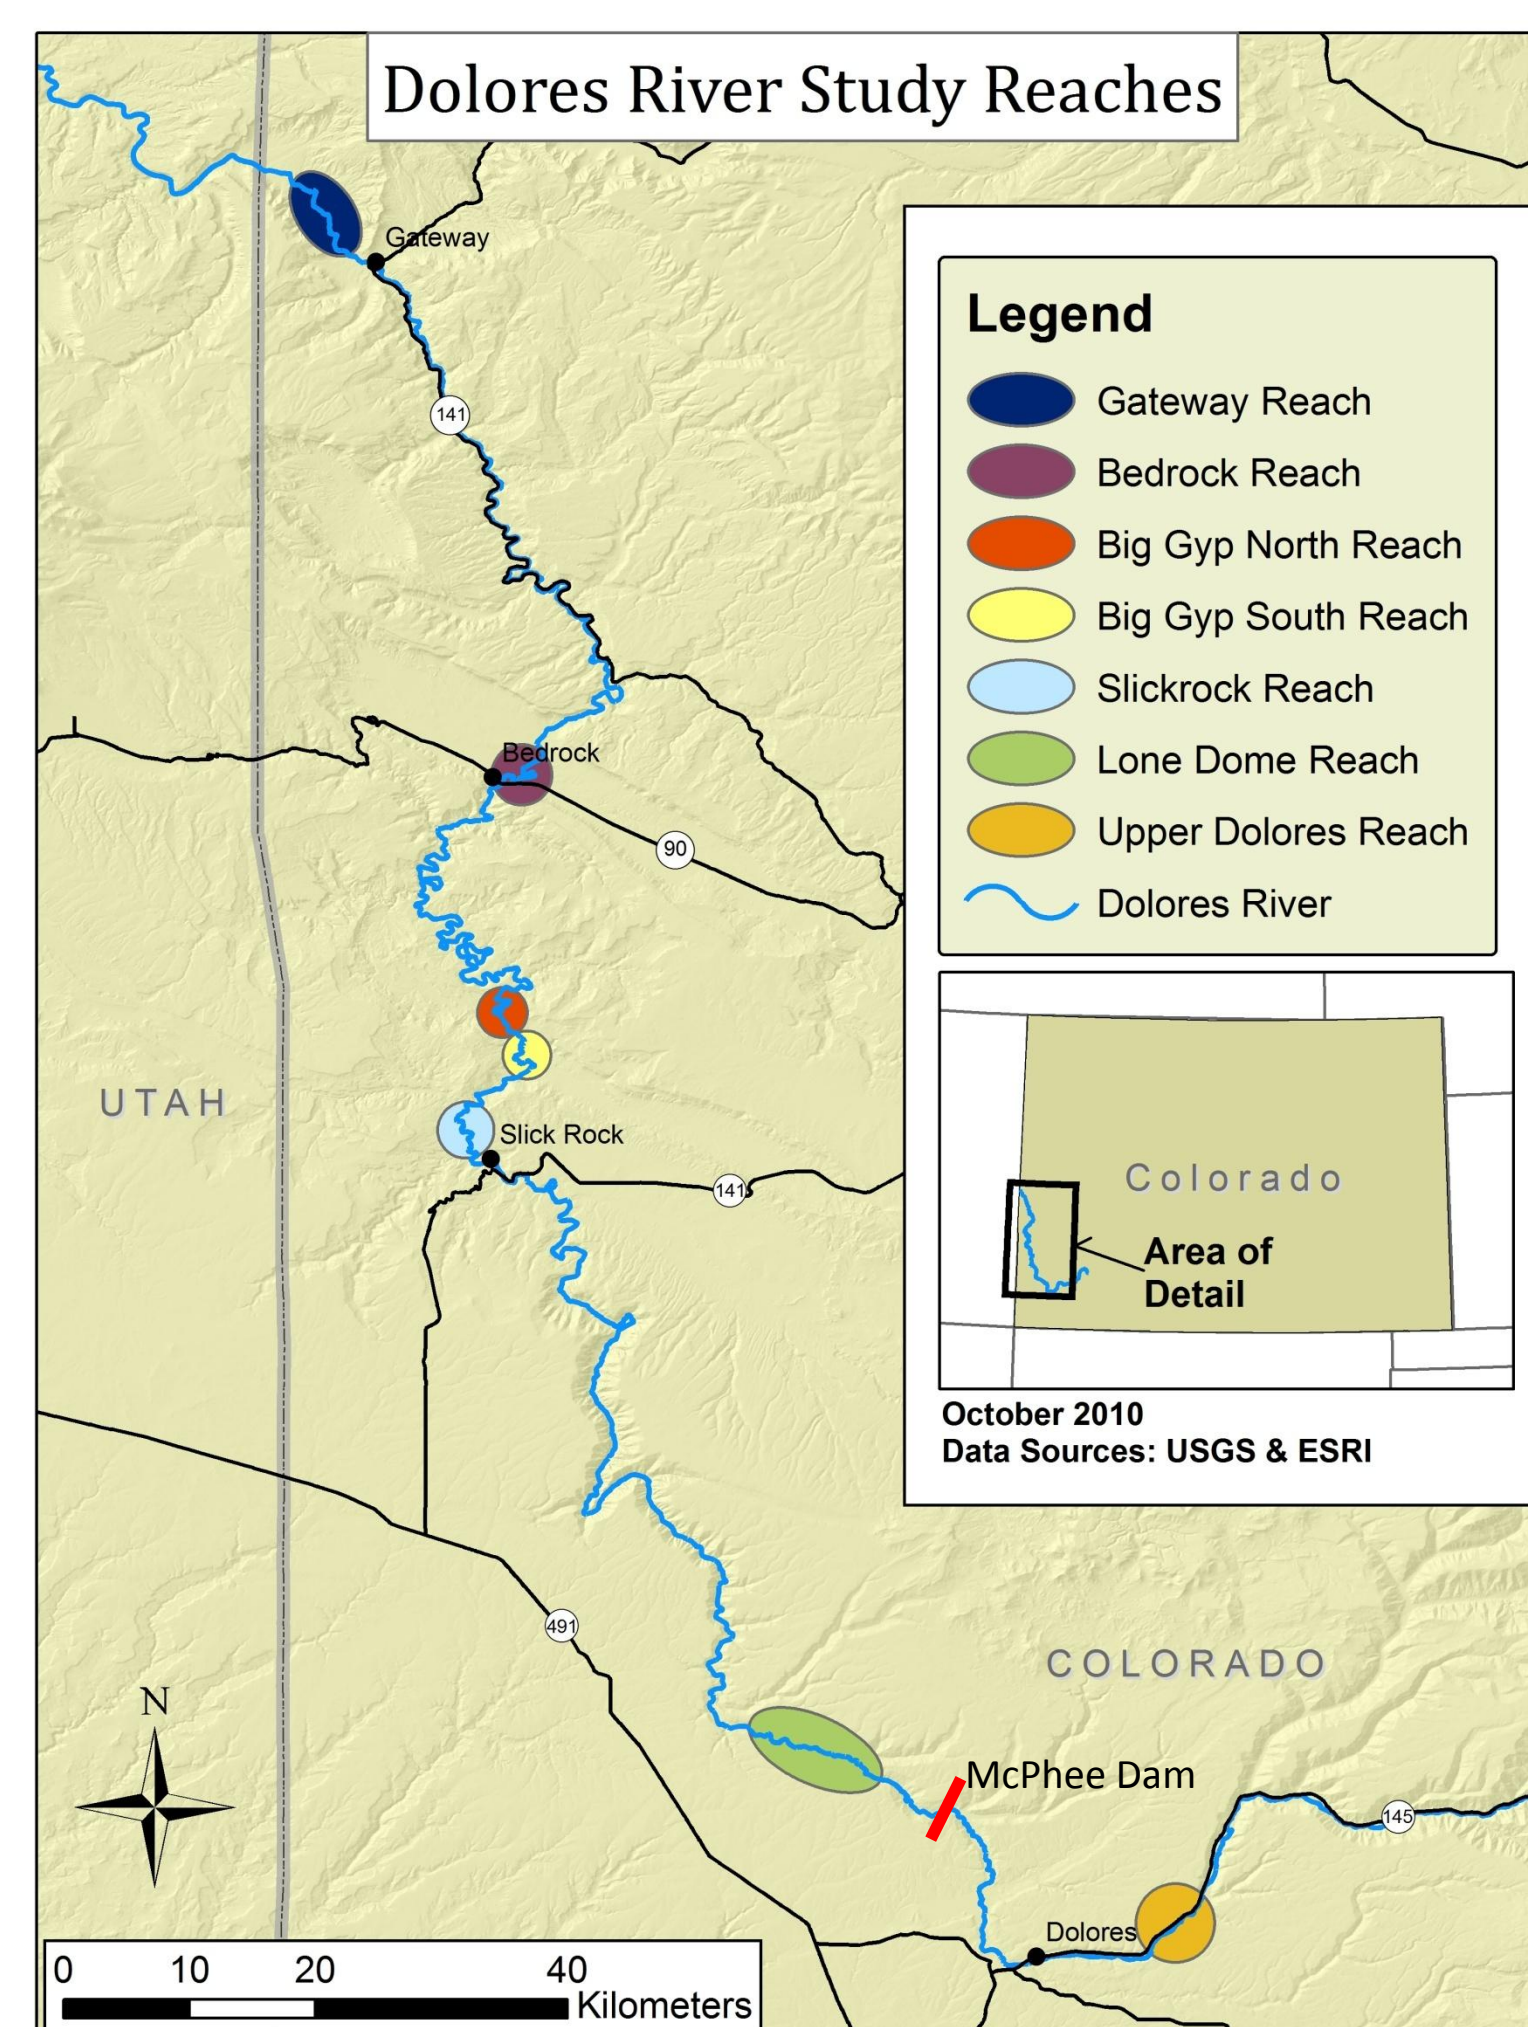 Dolores River Study Reaches
Gateway
141
Bedrock
90
UTAH
Slick Rock
141
491
COLORADO
McPhee Dam
145
Dolores
N
0 10 20 40
Kilometers
Legend
Gateway Reach
Bedrock Reach
Big Gyp North Reach
Big Gyp South Reach
Slickrock Reach
Lone Dome Reach
Upper Dolores Reach
Dolores River
Colorado
Area of
Detail
October 2010
Data Sources: USGS & ESRI